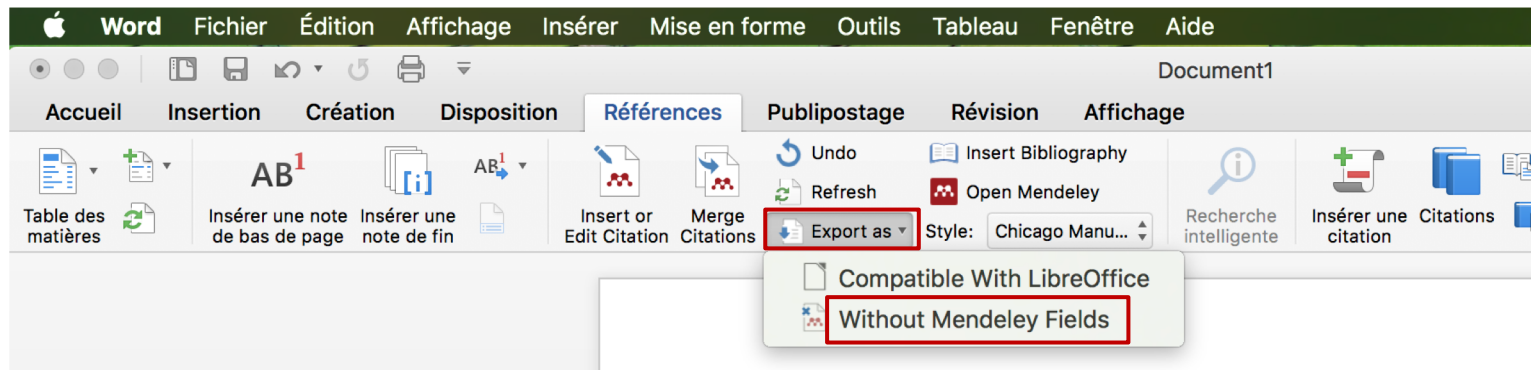 Word Fichier Édition Affichage Insérer Mise en forme Outils Tableau Fenêtre Aide
Document1
Accueil Insertion Création Disposition Références Publipostage Révision Affichage
Table des matières
AB1
Insérer une note de bas de page
[i]
Insérer une note de fin
AB1
Insert or Edit Citation
Merge Citations
Undo
Refresh
Export as
Insert Bibliography
Open Mendeley
Style: Chicago Manu...
Recherche intelligente
Insérer une citation
Citations
Compatible With LibreOffice
Without Mendeley Fields